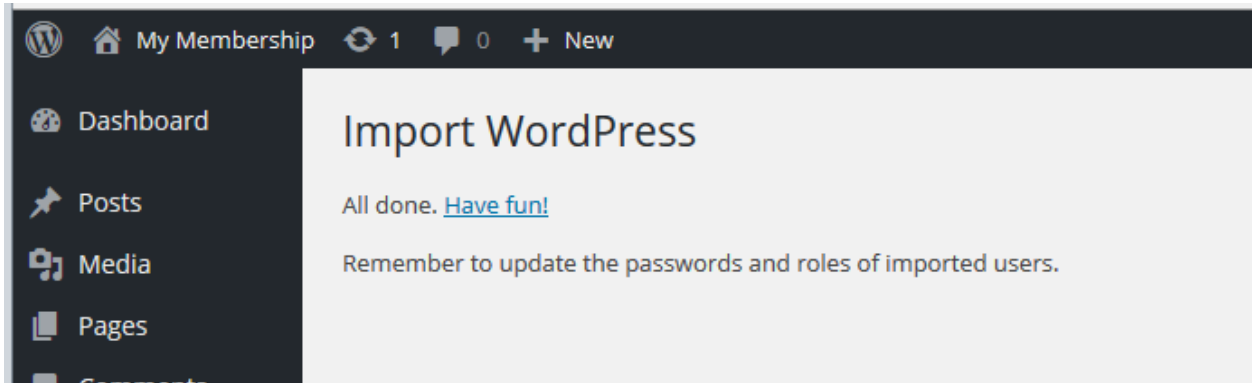 My Membership 1 0 New
Dashboard
Import WordPress
Posts
All done. Have fun!
Media
Remember to update the passwords and roles of imported users.
Pages
Comments